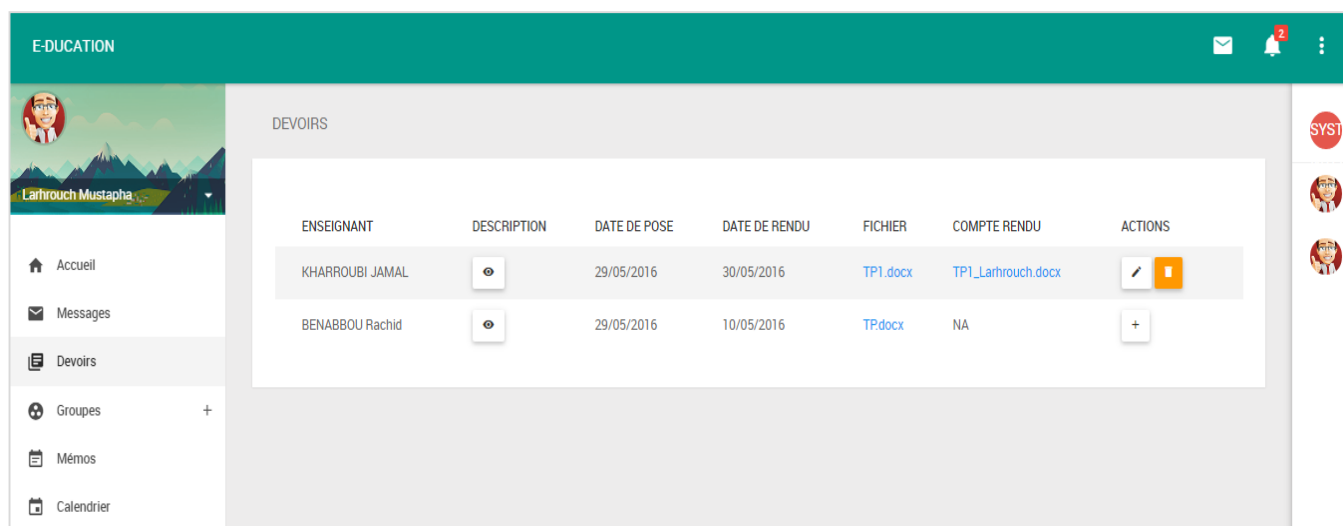 E-DUCATION
2
DEVOIRS
SYST
Larhrouch Mustapha
ENSEIGNANT DESCRIPTION DATE DE POSE DATE DE RENDU FICHIER COMPTE RENDU ACTIONS
KHARROUBI JAMAL 29/05/2016 30/05/2016 TP1.docx TP1_Larhrouch.docx
BENABBOU Rachid 29/05/2016 10/05/2016 TP.docx NA +
Accueil
Messages
Devoirs
Groupes +
Mémos
Calendrier